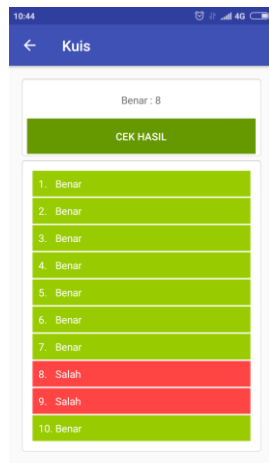 10:44 4G
Kuis
Benar : 8
CEK HASIL
1. Benar
2. Benar
3. Benar
4. Benar
5. Benar
6. Benar
7. Benar
8. Salah
9. Salah
10. Benar